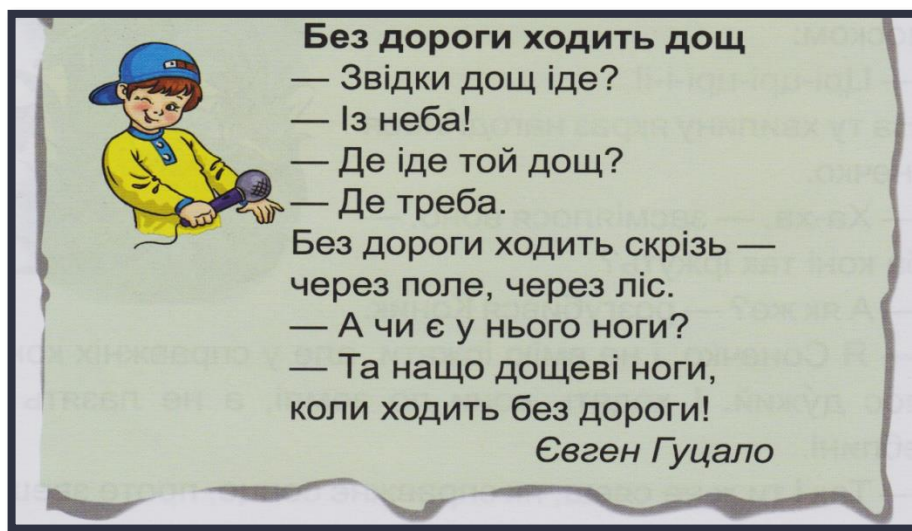 Без дороги ходить дощ
— Звідки дощ іде?
— Із неба!
— Де іде той дощ?
— Де треба.
Без дороги ходить скрізь —
через поле, через ліс.
— А чи є у нього ноги?
— Та нащо дощеві ноги,
коли ходить без дороги!
Євген Гуцало